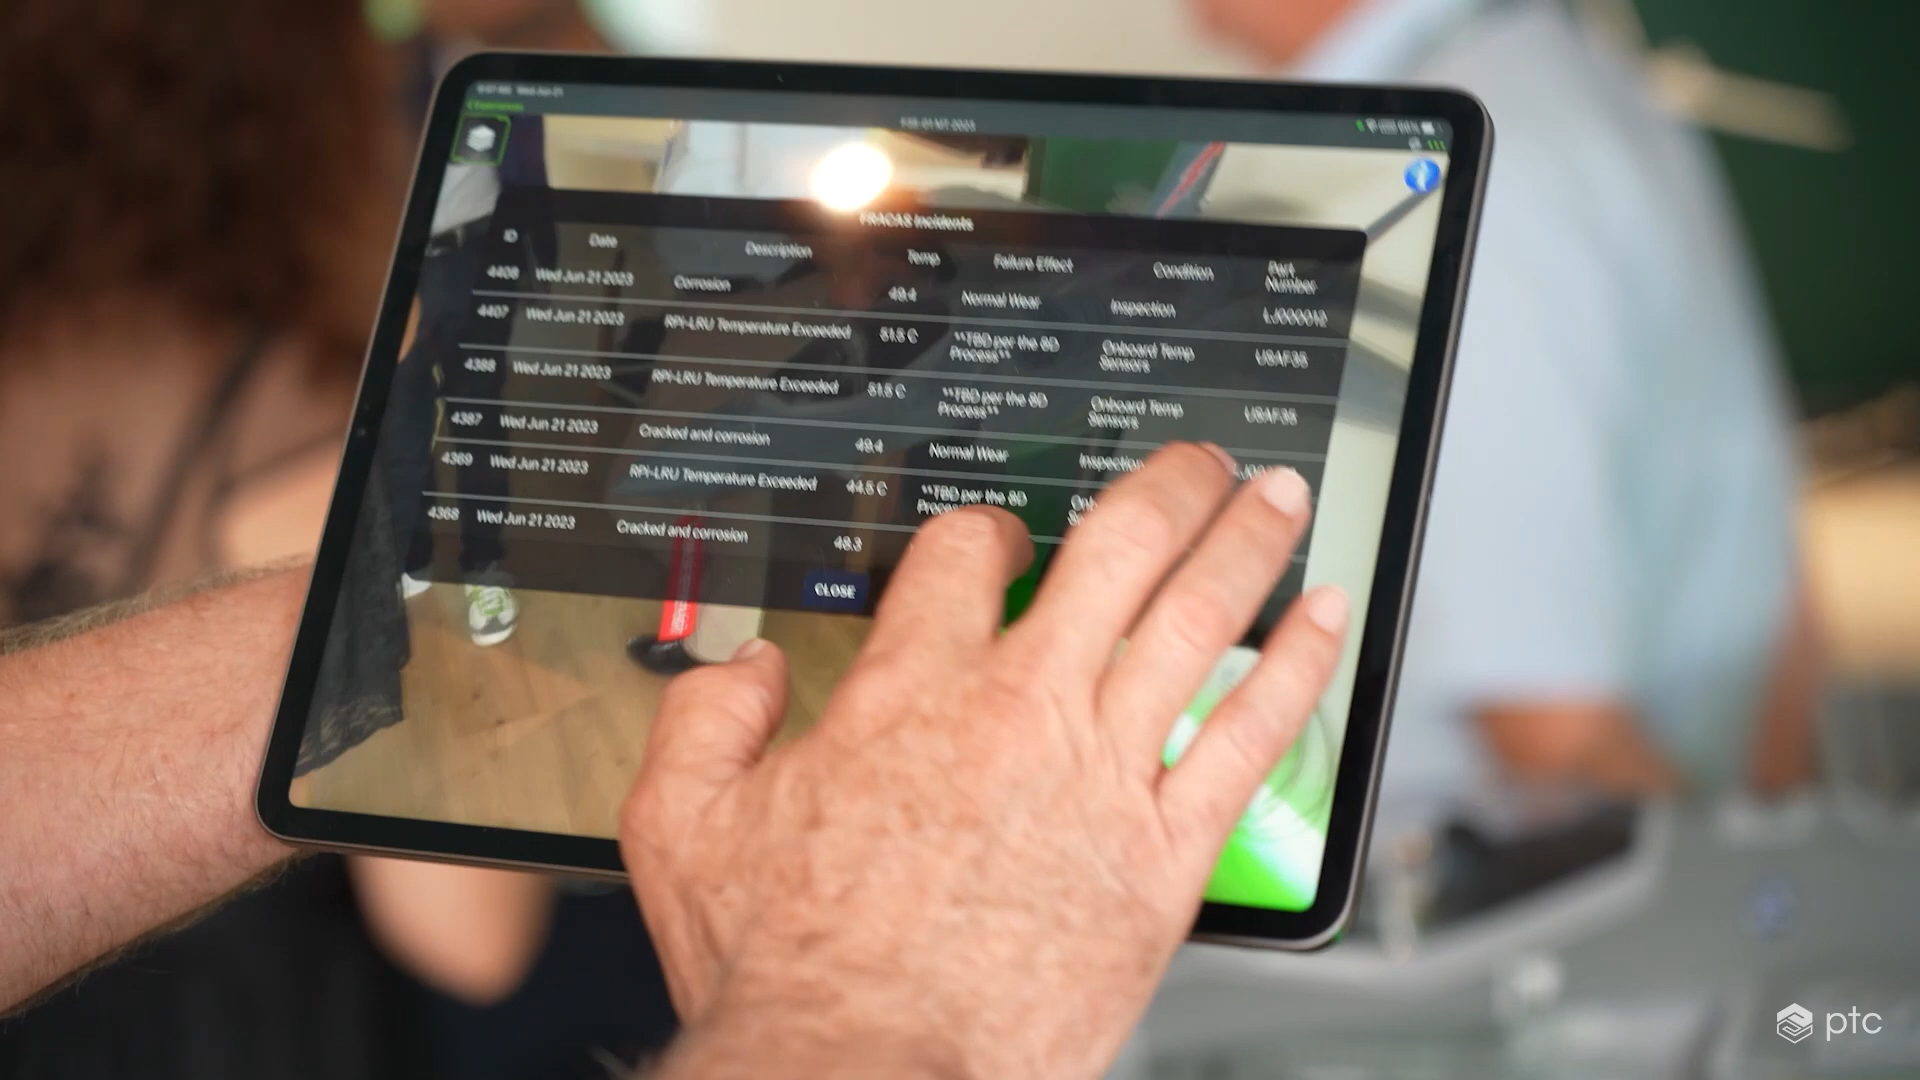 Wed Jun 21
Experiences
FRACAS Incidents
ID Date Description Temp Failure Effect Condition Part Number
4408 Wed Jun 21 2023 Corrosion 49.4 Normal Wear Inspection LJ000012
4407 Wed Jun 21 2023 RPI-LRU Temperature Exceeded 51.5 C **TBD per the 8D Process** Onboard Temp Sensors USAF35
4388 Wed Jun 21 2023 RPI-LRU Temperature Exceeded 51.5 C **TBD per the 8D Process** Onboard Temp Sensors USAF35
4387 Wed Jun 21 2023 Cracked and corrosion 49.4 Normal Wear Inspection
4369 Wed Jun 21 2023 RPI-LRU Temperature Exceeded 44.5 C **TBD per the 8D
4368 Wed Jun 21 2023 Cracked and corrosion 48.3
CLOSE
ptc